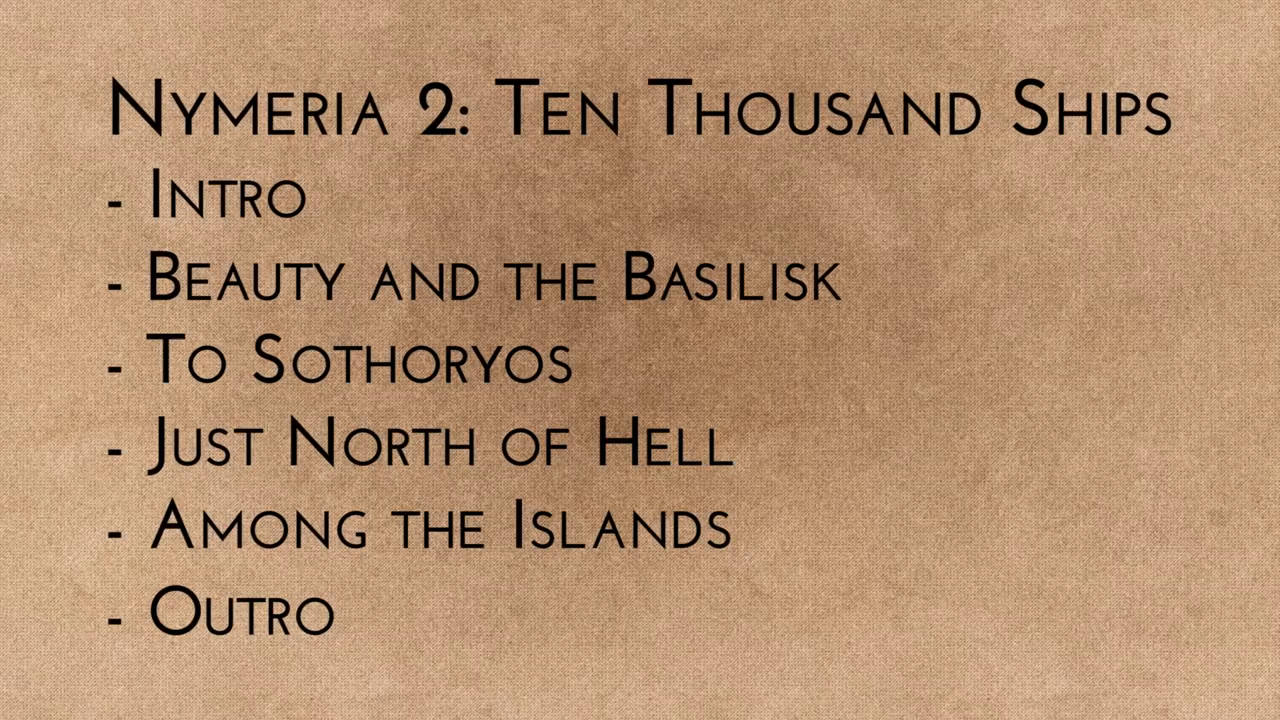 Nymeria 2: Ten Thousand Ships
- Intro
- Beauty and the Basilisk
- To Sothoryos
- Just North of Hell
- Among the Islands
- Outro